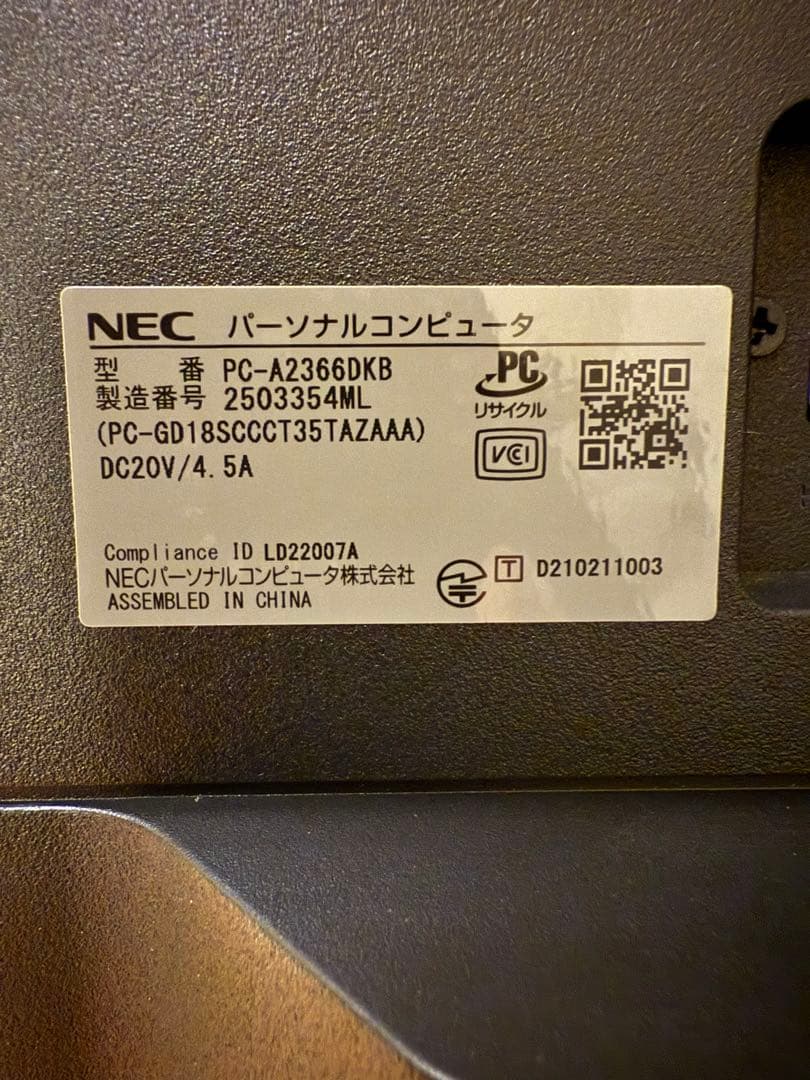 NEC パーソナルコンピュータ
型 番 PC-A2366DKB
製造番号 2503354ML
(PC-GD18SCCCT35TAZAAA)
DC20V/4.5A
PC
リサイクル
VCI
Compliance ID LD22007A
NECパーソナルコンピュータ株式会社
ASSEMBLED IN CHINA
T D210211003